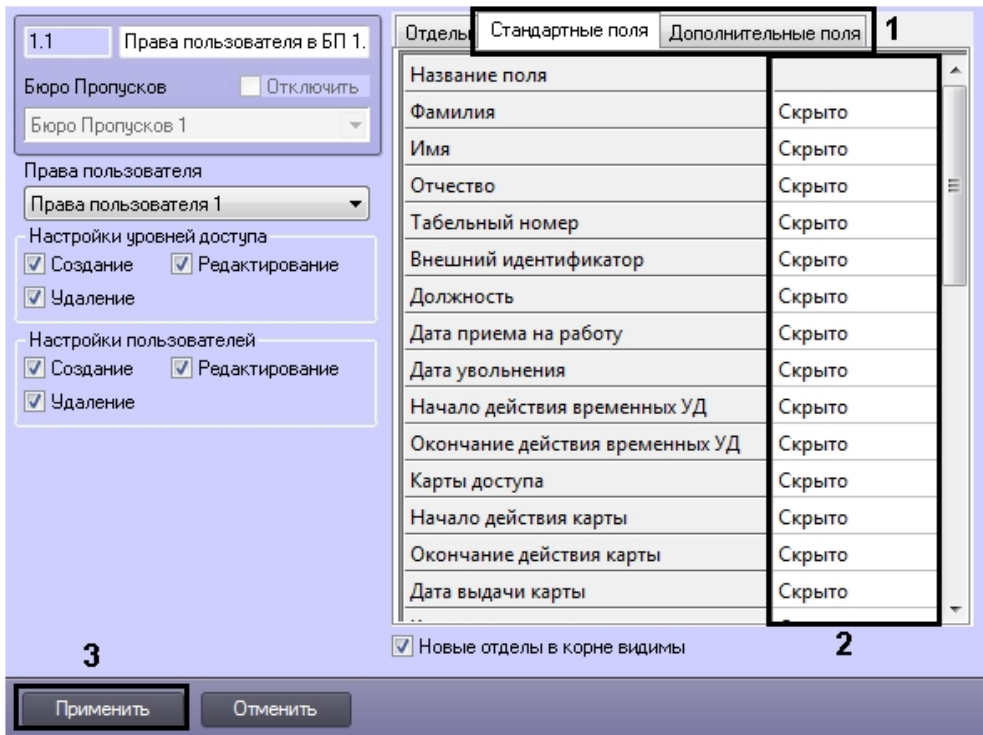 1.1 Права пользователя в БП 1.
Бюро Пропусков Отключить
Бюро Пропусков 1
Права пользователя
Права пользователя 1
Настройки уровней доступа
Создание Редактирование
Удаление
Настройки пользователей
Создание Редактирование
Удаление
Отделы Стандартные поля Дополнительные поля 1
Название поля
Фамилия Скрыто
Имя Скрыто
Отчество Скрыто
Табельный номер Скрыто
Внешний идентификатор Скрыто
Должность Скрыто
Дата приема на работу Скрыто
Дата увольнения Скрыто
Начало действия временных УД Скрыто
Окончание действия временных УД Скрыто
Карты доступа Скрыто
Начало действия карты Скрыто
Окончание действия карты Скрыто
Дата выдачи карты Скрыто
Новые отделы в корне видимы 2
3
Применить Отменить